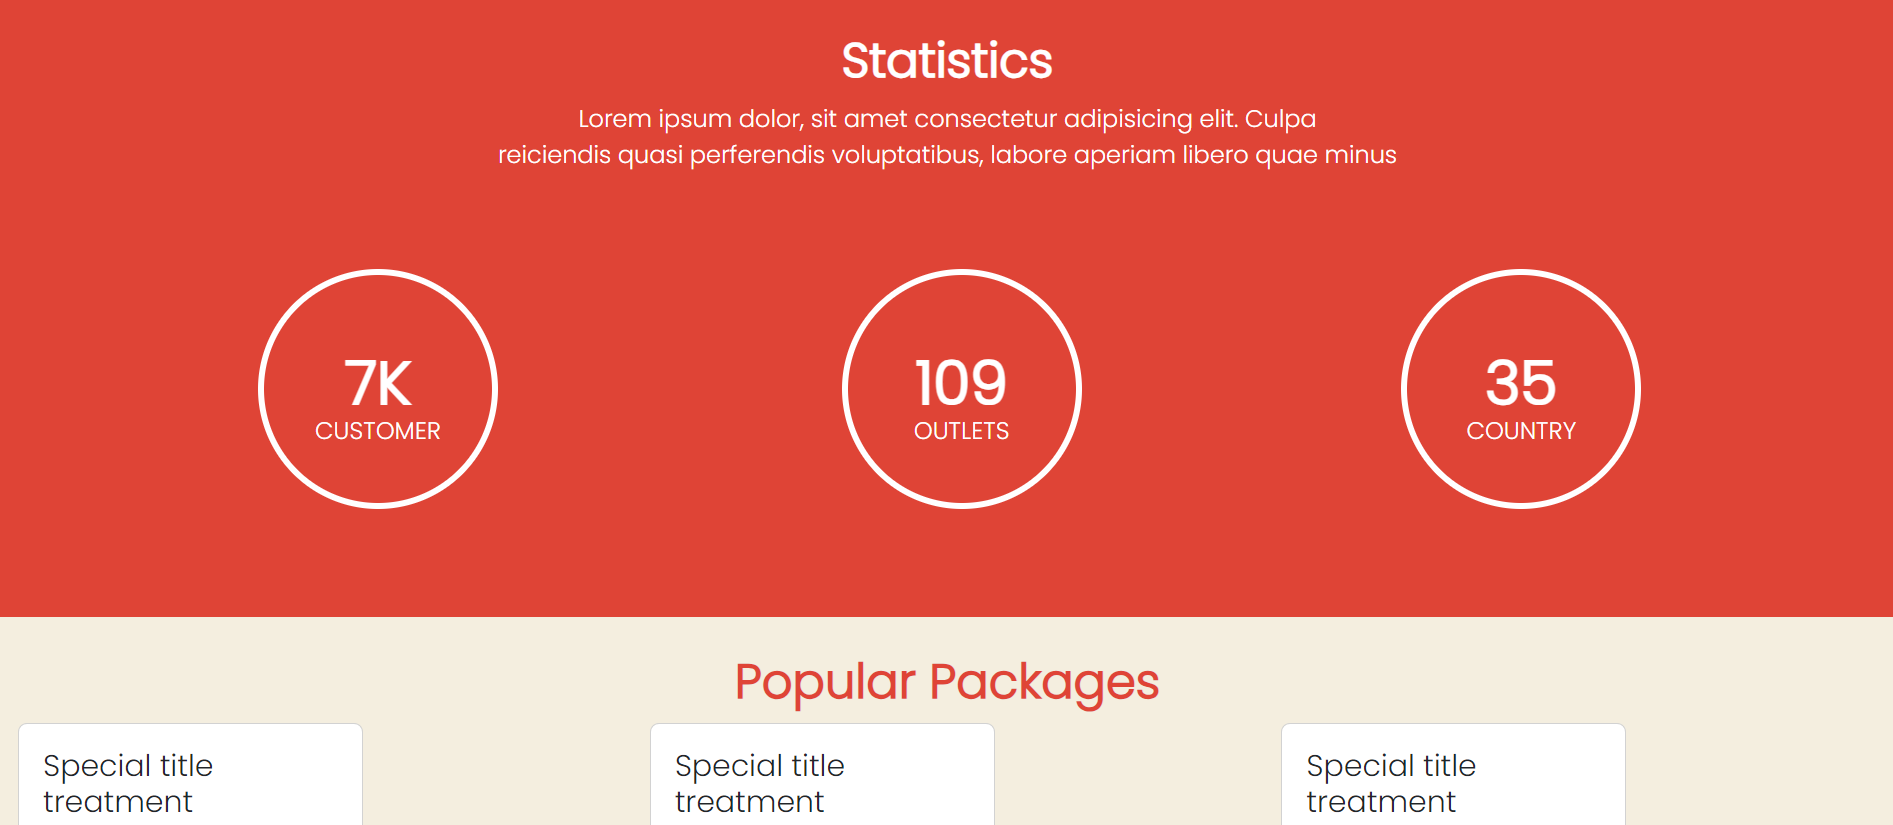 Statistics
Lorem ipsum dolor, sit amet consectetur adipisicing elit. Culpa
reiciendis quasi perferendis voluptatibus, labore aperiam libero quae minus
7K
CUSTOMER
109
OUTLETS
35
COUNTRY
Popular Packages
Special title
treatment
Special title
treatment
Special title
treatment